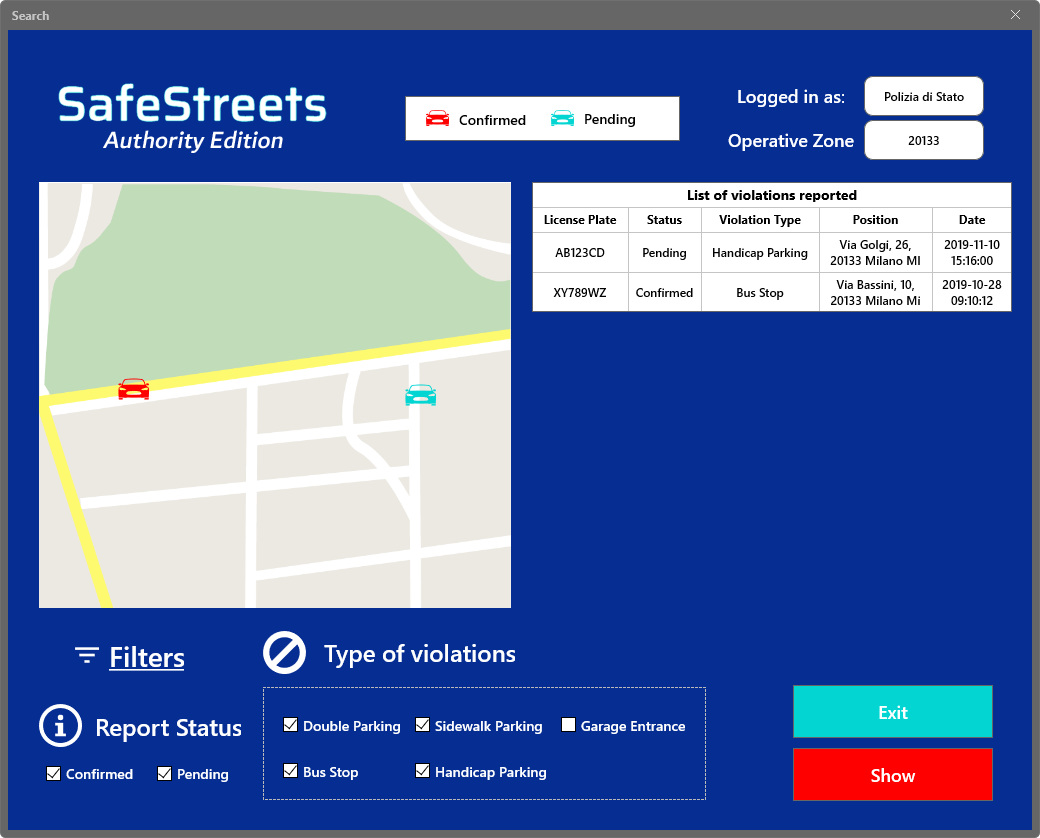 Search
SafeStreets
Authority Edition
Confirmed
Pending
Logged in as:
Polizia di Stato
Operative Zone
20133
List of violations reported
License Plate Status Violation Type Position Date
AB123CD Pending Handicap Parking Via Golgi, 26, 20133 Milano MI 2019-11-10 15:16:00
XY789WZ Confirmed Bus Stop Via Bassini, 10, 20133 Milano Mi 2019-10-28 09:10:12
Filters
Type of violations
Report Status
Confirmed
Pending
Double Parking
Sidewalk Parking
Garage Entrance
Bus Stop
Handicap Parking
Exit
Show